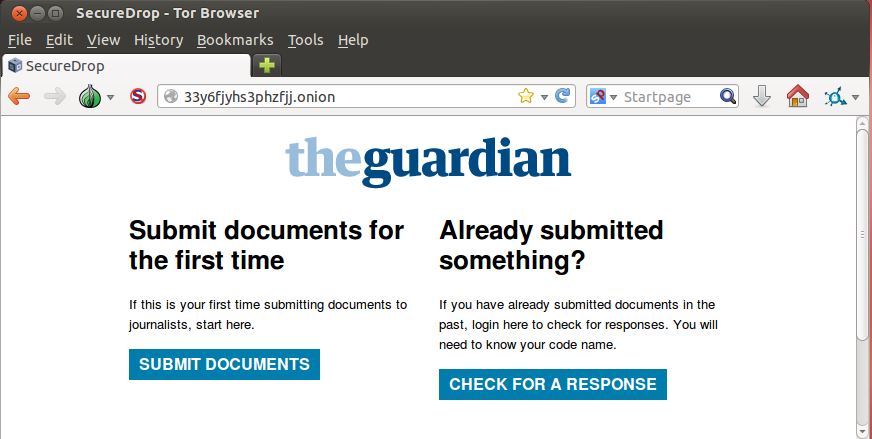 SecureDrop - Tor Browser
File Edit View History Bookmarks Tools Help
SecureDrop
33y6fjyhs3phzfjj.onion
Startpage
theguardian
Submit documents for
the first time
If this is your first time submitting documents to
journalists, start here.
SUBMIT DOCUMENTS
Already submitted
something?
If you have already submitted documents in the
past, login here to check for responses. You will
need to know your code name.
CHECK FOR A RESPONSE